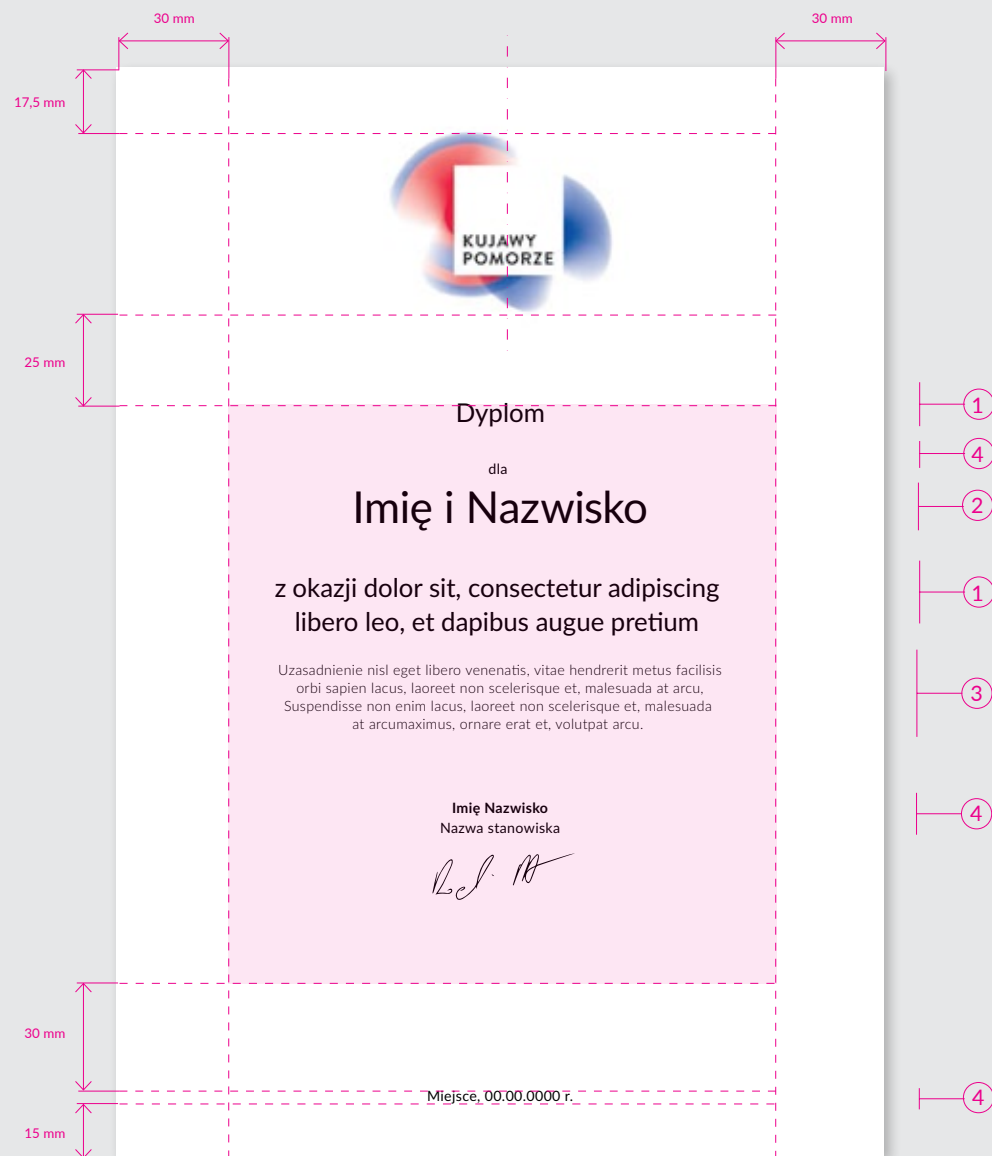 30 mm
30 mm
17,5 mm
KUJAWY
POMORZE
25 mm
Dyplom
1
dla
4
Imię i Nazwisko
2
z okazji dolor sit, consectetur adipiscing
libero leo, et dapibus augue pretium
1
Uzasadnienie nisl eget libero venenatis, vitae hendrerit metus facilisis
orbi sapien lacus, laoreet non scelerisque et, malesuada at arcu,
Suspendisse non enim lacus, laoreet non scelerisque et, malesuada
at arcumaximus, ornare erat et, volutpat arcu.
3
Imię Nazwisko
Nazwa stanowiska
4
30 mm
Miejsce, 00.00.0000 r.
4
15 mm